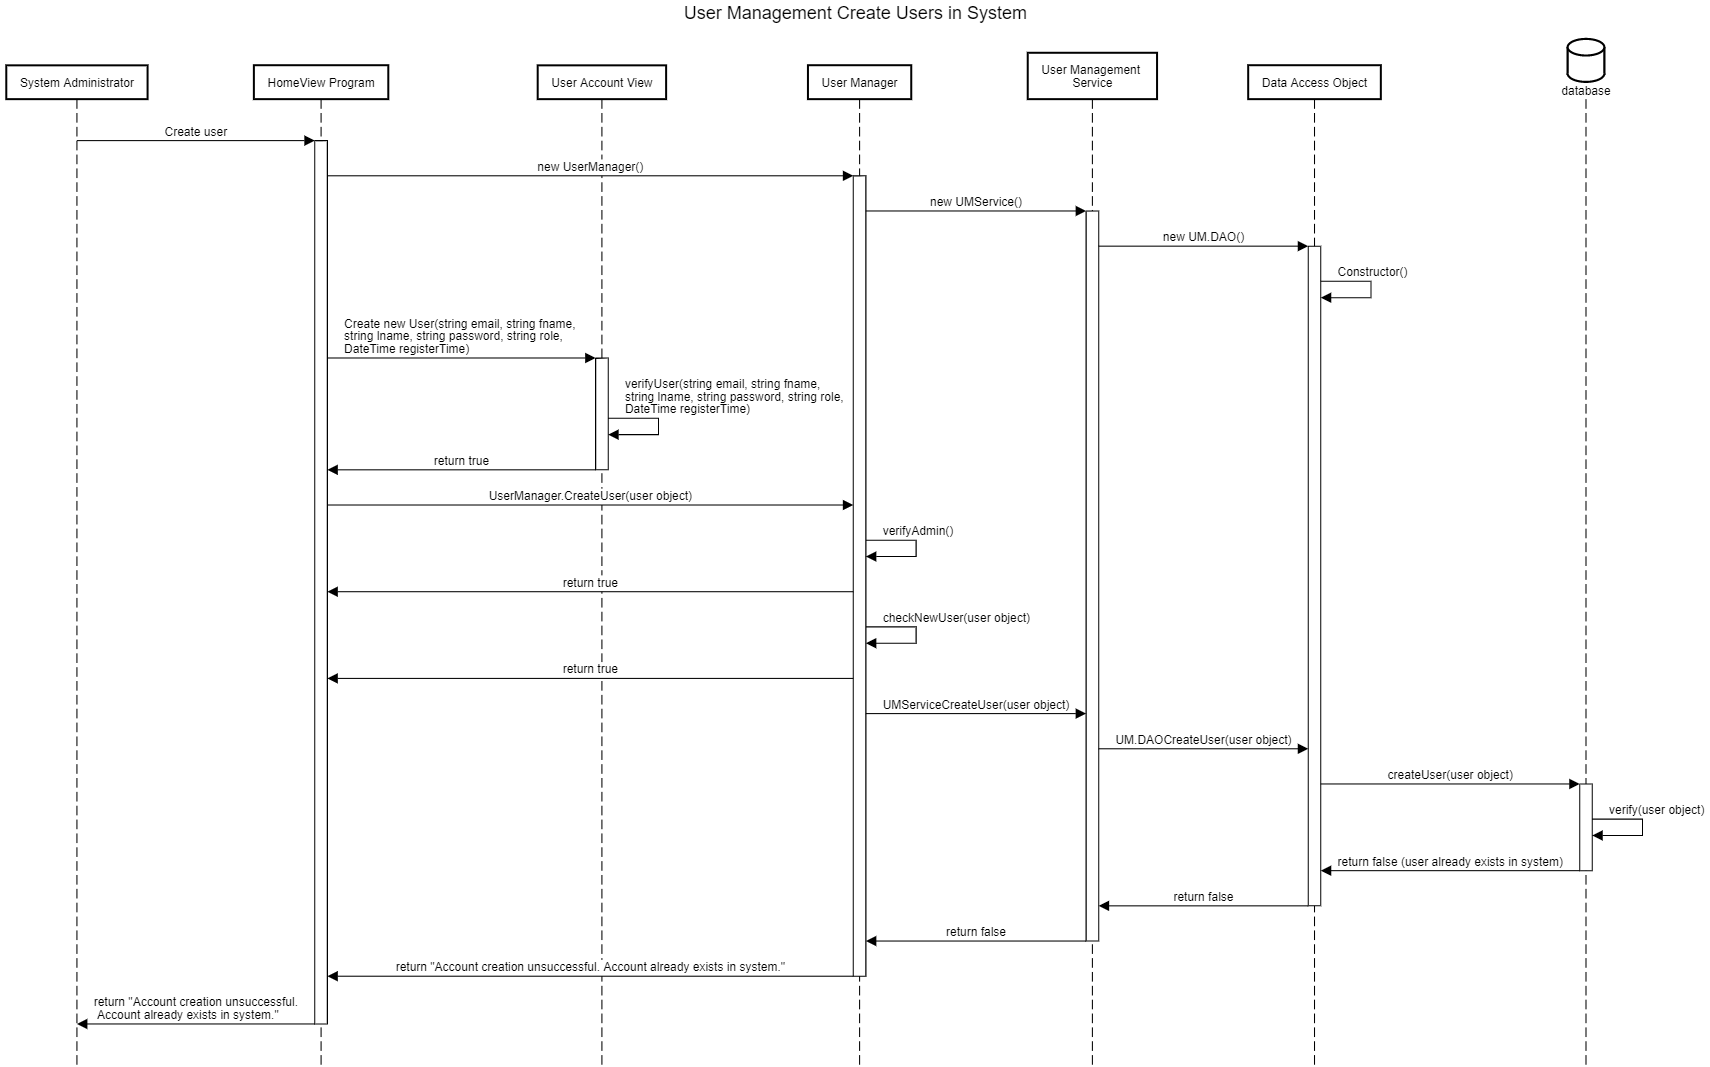 User Management Create Users in System
System Administrator
HomeView Program
User Account View
User Manager
User Management
Service
Data Access Object
database
Create user
new UserManager()
new UMService()
new UM.DAO()
Constructor()
Create new User(string email, string fname,
string lname, string password, string role,
DateTime registerTime)
verifyUser(string email, string fname,
string lname, string password, string role,
DateTime registerTime)
return true
UserManager.CreateUser(user object)
verifyAdmin()
return true
checkNewUser(user object)
return true
UMServiceCreateUser(user object)
UM.DAOCreateUser(user object)
createUser(user object)
verify(user object)
return false (user already exists in system)
return false
return false
return "Account creation unsuccessful. Account already exists in system."
return "Account creation unsuccessful.
Account already exists in system."